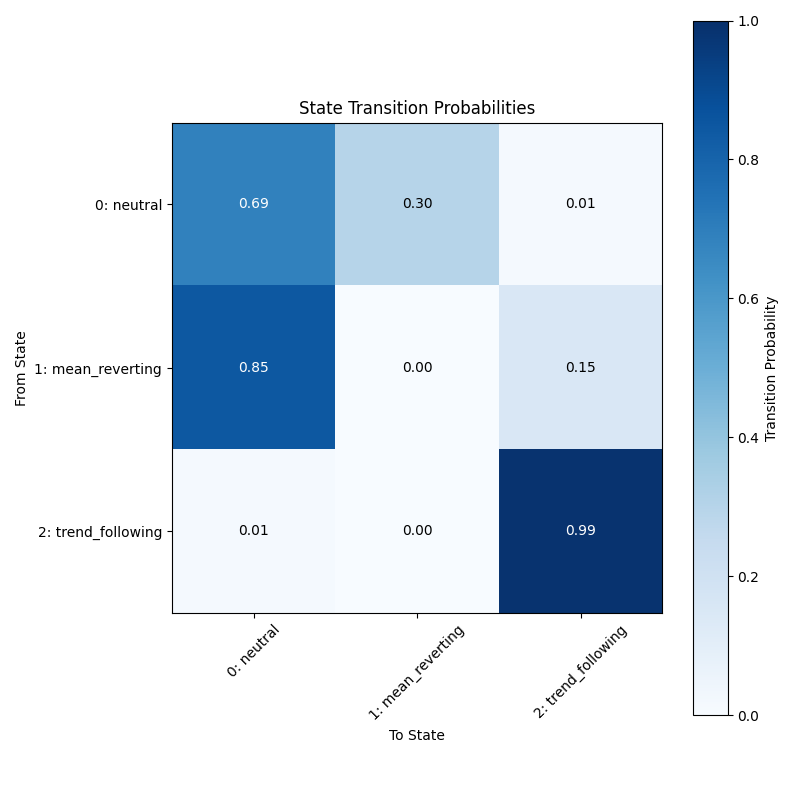 State Transition Probabilities
From State
0: neutral
0.69 0.30 0.01
1: mean_reverting
0.85 0.00 0.15
2: trend_following
0.01 0.00 0.99
0: neutral
1: mean_reverting
2: trend_following
To State
1.0
0.8
0.6
0.4
0.2
0.0
Transition Probability